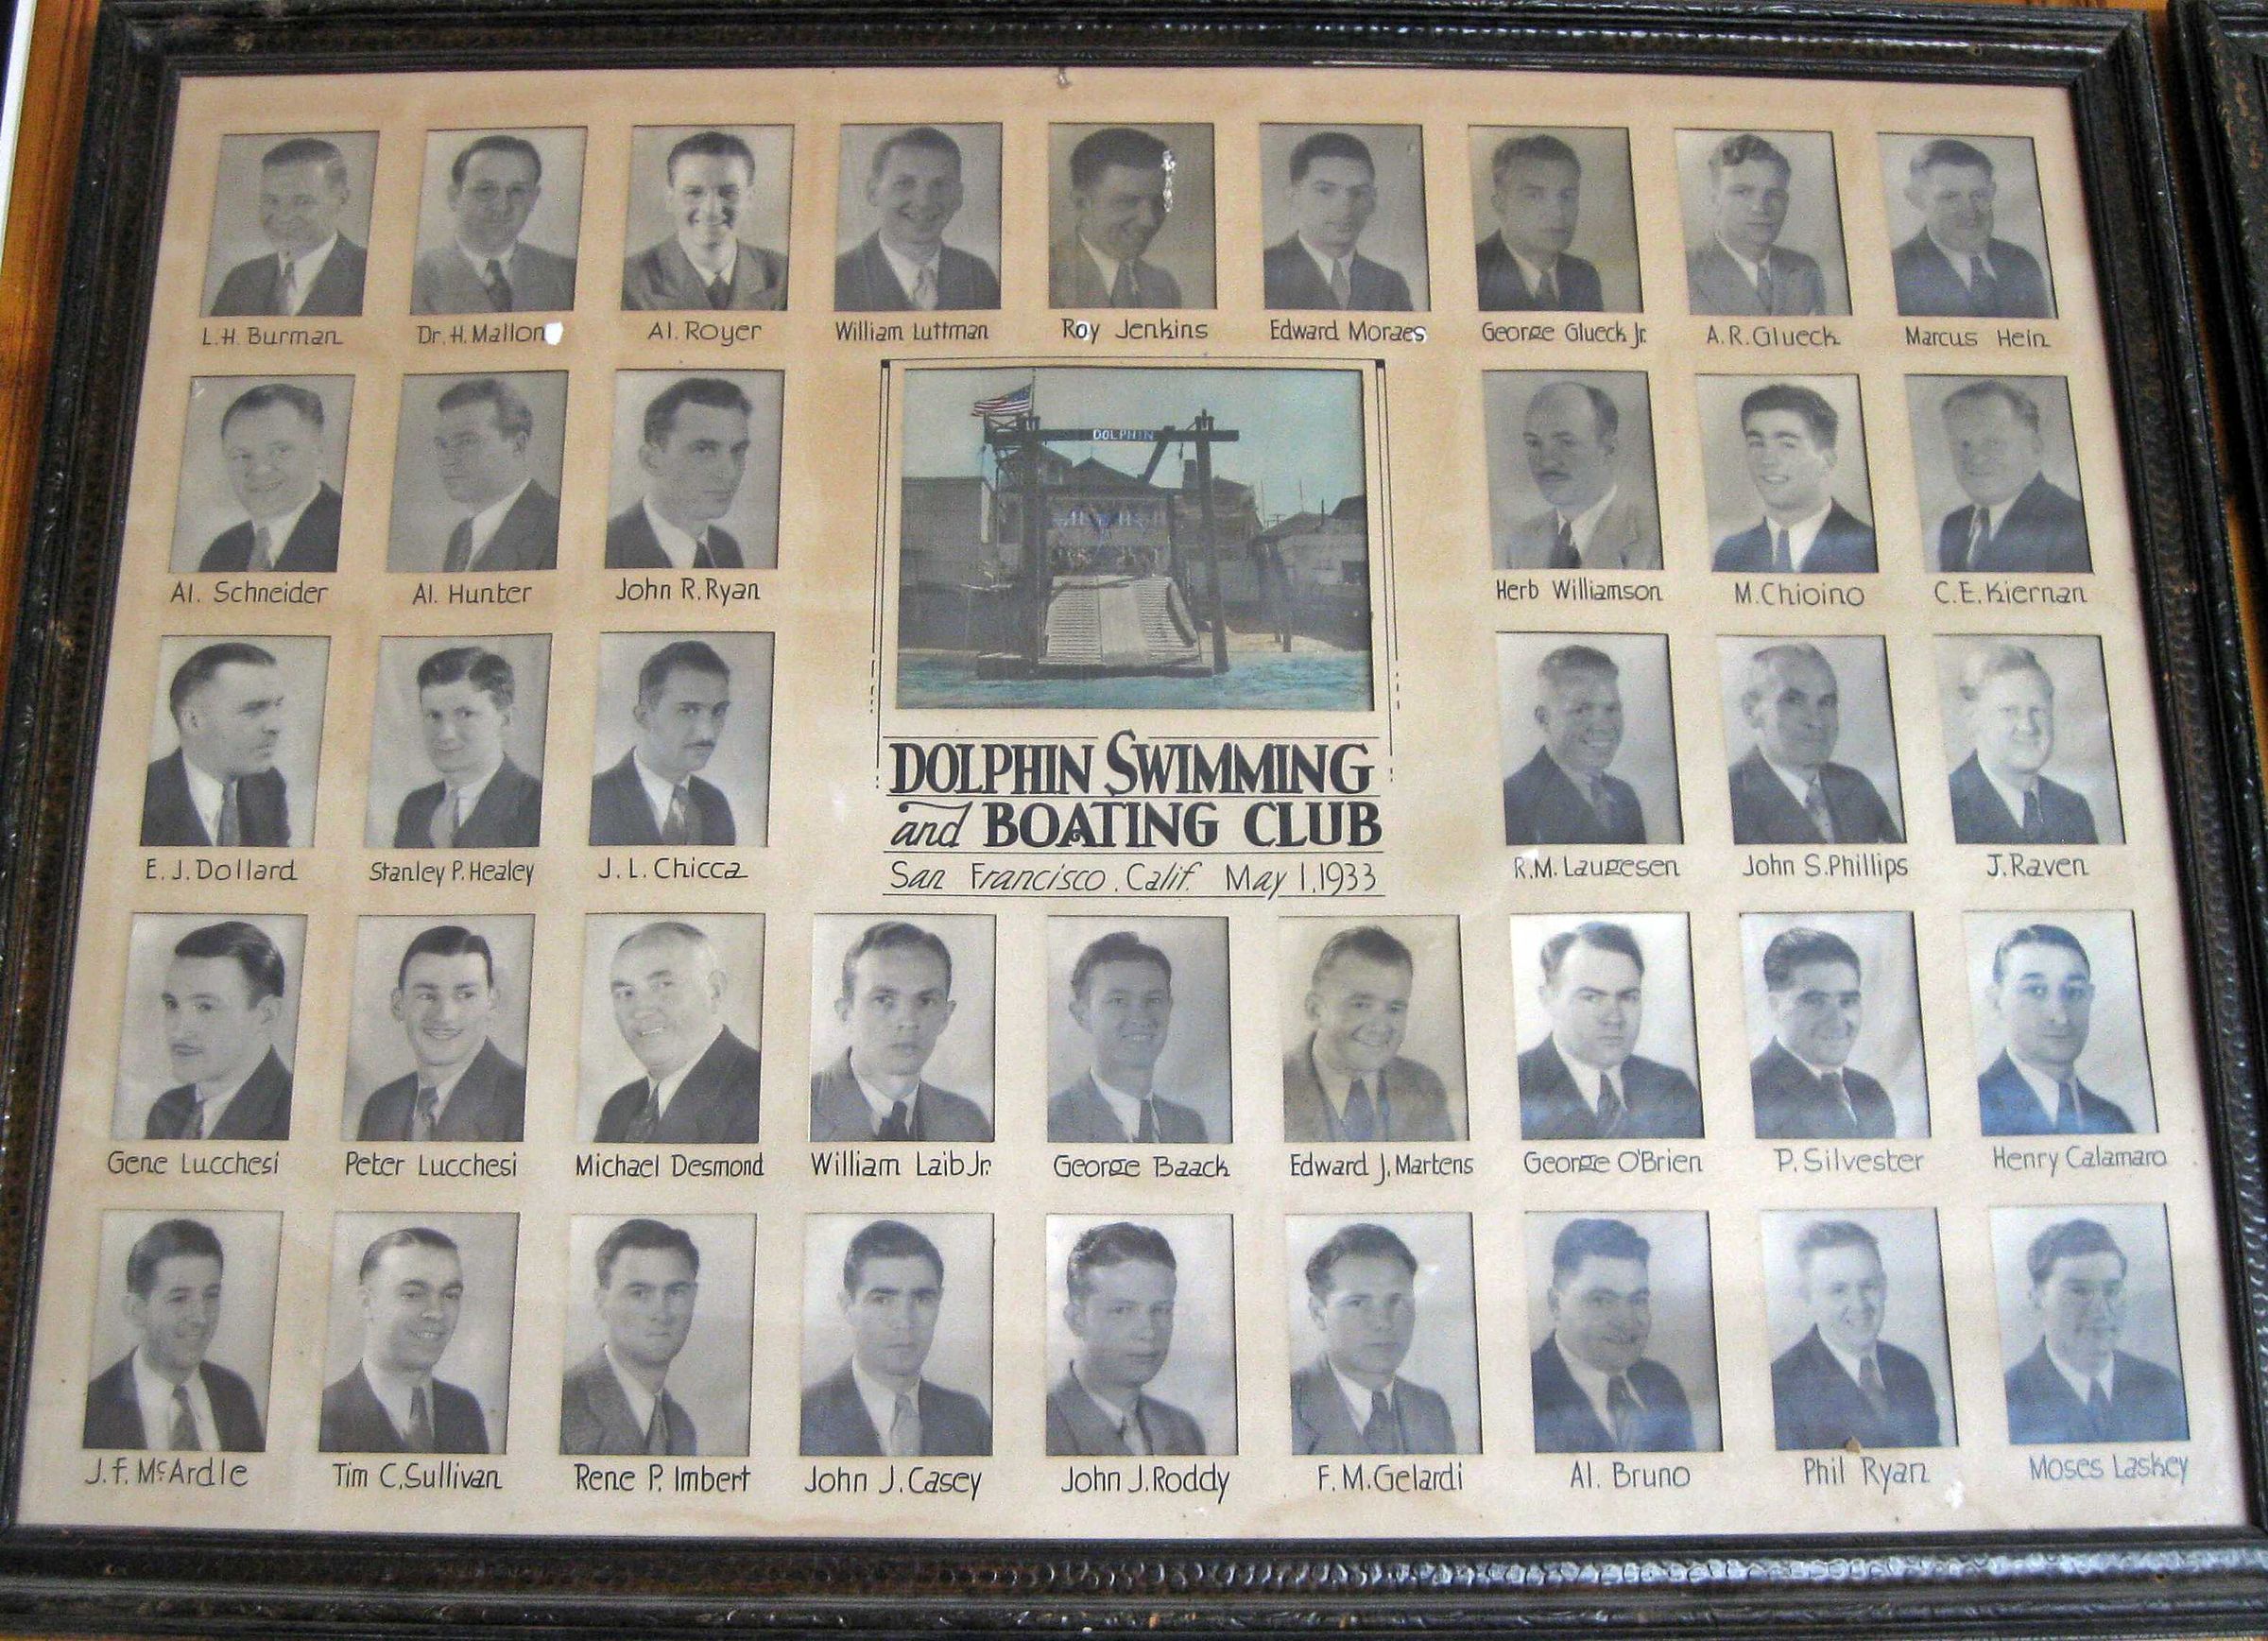 L.H. Burman
Dr. H. Mallon
Al. Royer
William Luttman
Roy Jenkins
Edward Moraes
George Glueck Jr.
A.R. Glueck
Marcus Hein
Al. Schneider
Al. Hunter
John R. Ryan
DOLPHIN
Herb Williamson
M. Chioino
C.E. Kiernan
E.J. Dollard
Stanley P. Healey
J.L. Chicca
DOLPHIN SWIMMING
and BOATING CLUB
San Francisco. Calif. May 1, 1933
R.M. Laugesen
John S. Phillips
J. Raven
Gene Lucchesi
Peter Lucchesi
Michael Desmond
William Laib Jr.
George Baack
Edward J. Martens
George O'Brien
P. Silvester
Henry Calamaro
J.F. McArdle
Tim C. Sullivan
Rene P. Imbert
John J. Casey
John J. Roddy
F.M. Gelardi
Al. Bruno
Phil Ryan
Moses Laskey